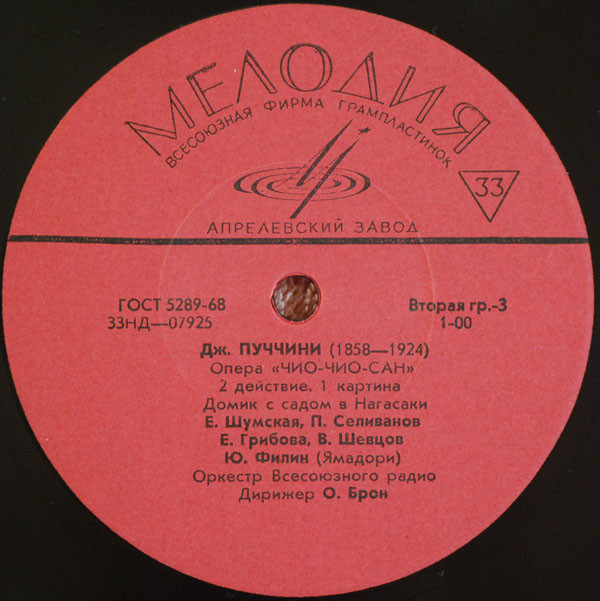 МЕЛОДИЯ
ВСЕСОЮЗНАЯ ФИРМА ГРАМПЛАСТИНОК
33
АПРЕЛЕВСКИЙ ЗАВОД
ГОСТ 5289-68
Вторая гр.-3
33НД—07925
1-00
Дж. ПУЧЧИНИ (1858—1924)
Опера «ЧИО-ЧИО-САН»
2 действие. 1 картина
Домик с садом в Нагасаки
Е. Шумская, П. Селиванов
Е. Грибова, В. Шевцов
Ю. Филин (Ямадори)
Оркестр Всесоюзного радио
Дирижер О. Брон